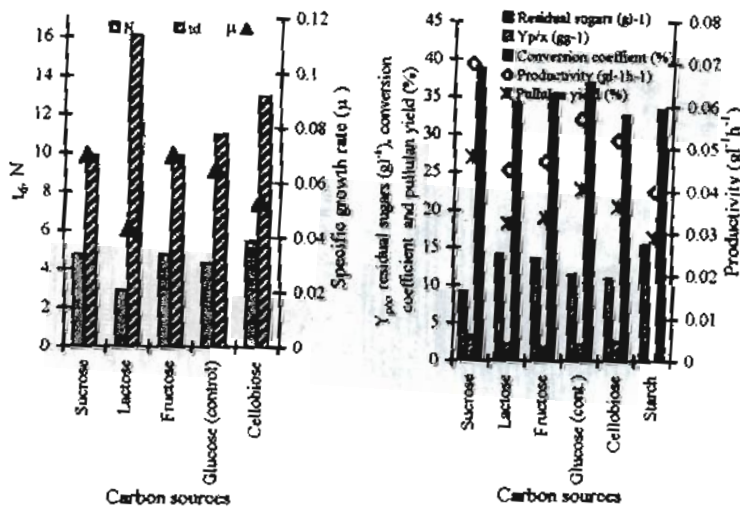 N td μ
16
14
12
10
8
6
4
2
0
t_d, N
0.12
0.1
0.08
0.06
0.04
0.02
0
Specific growth rate (μ)
Sucrose
Lactose
Fructose
Glucose (control)
Cellobiose
Carbon sources
Residual sugars (gl-1)
Yp/x (gg-1)
Conversion coeffient (%)
Productivity (gl-1h-1)
Pullulan yield (%)
45
40
35
30
25
20
15
10
5
0
residual sugars (gl⁻¹), conversion
coefficient and pullulan yield (%)
0.08
0.07
0.06
0.05
0.04
0.03
0.02
0.01
0
Productivity (gl⁻¹h⁻¹)
Sucrose
Lactose
Fructose
Glucose (cont.)
Cellobiose
Starch
Carbon sources